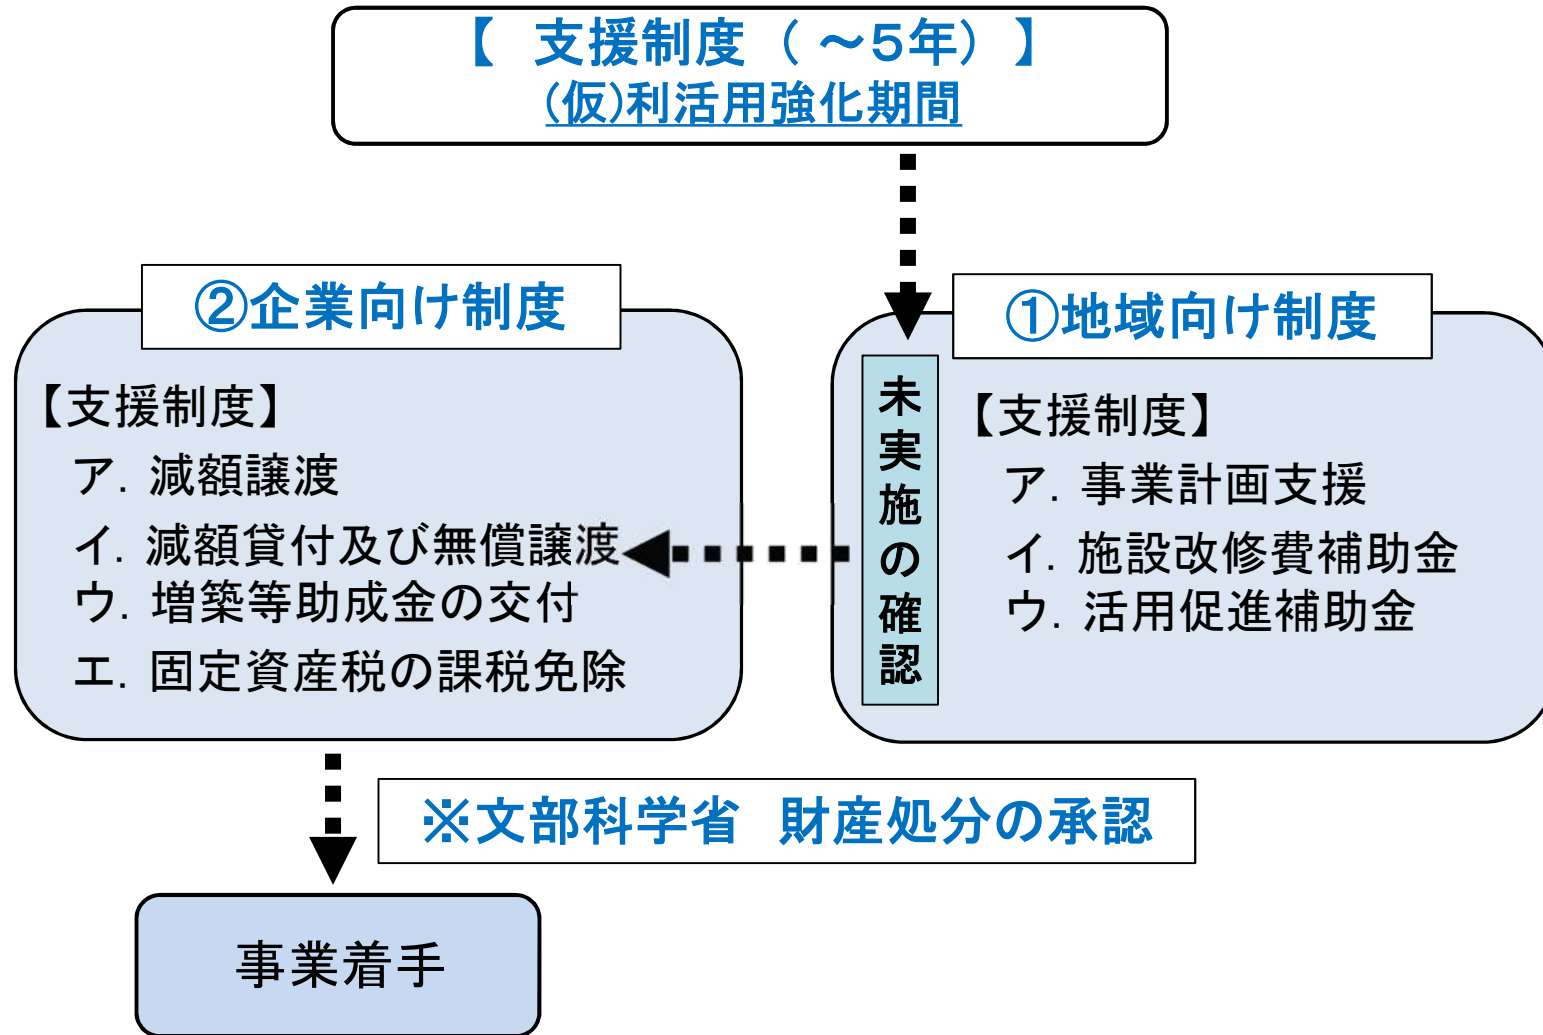 【　支援制度（ ～5年）】
(仮)利活用強化期間
①地域向け制度
未実施の確認
【支援制度】
ア．事業計画支援
イ．施設改修費補助金
ウ．活用促進補助金
②企業向け制度
【支援制度】
ア．減額譲渡
イ．減額貸付及び無償譲渡
ウ．増築等助成金の交付
エ．固定資産税の課税免除
※文部科学省　財産処分の承認
事業着手